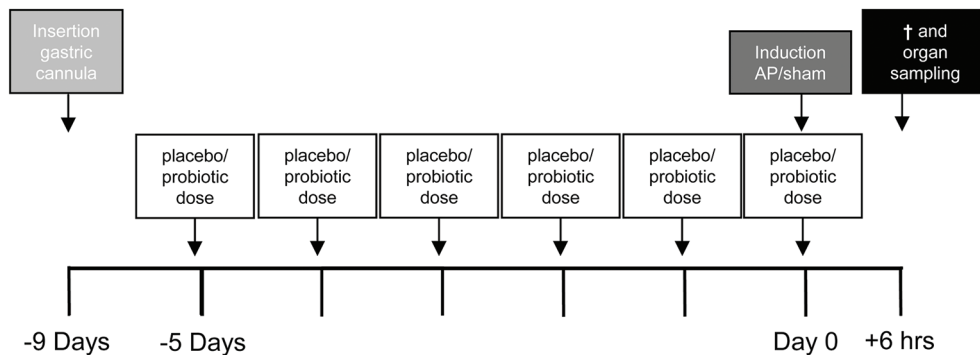 Insertion
gastric
cannula
Induction
AP/sham
† and
organ
sampling
placebo/
probiotic
dose
placebo/
probiotic
dose
placebo/
probiotic
dose
placebo/
probiotic
dose
placebo/
probiotic
dose
placebo/
probiotic
dose
-9 Days
-5 Days
Day 0
+6 hrs